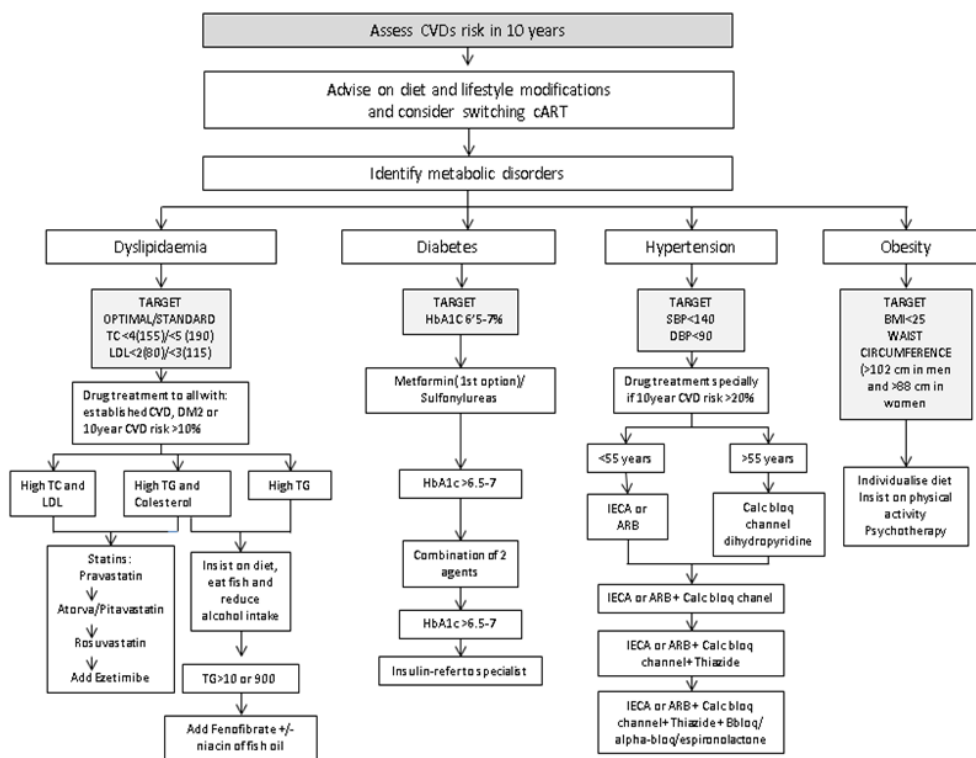 Assess CVDs risk in 10 years
Advise on diet and lifestyle modifications
and consider switching cART
Identify metabolic disorders
Dyslipidaemia
Diabetes
Hypertension
Obesity
TARGET
OPTIMAL/STANDARD
TC <4(155)/<5 (190)
LDL<2(80)/<3(115)
TARGET
HbA1C 6'5-7%
TARGET
SBP<140
DBP<90
TARGET
BMI<25
WAIST
CIRCUMFERENCE
(>102 cm in men
and >88 cm in
women
Drug treatment to all with:
established CVD, DM2 or
10year CVD risk >10%
Metformin (1st option)/
Sulfonylureas
Drug treatment specially
if 10year CVD risk >20%
<55 years
>55 years
High TC and
LDL
High TG and
Colesterol
High TG
HbA1c >6.5-7
IECA or
ARB
Calc bloq
channel
dihydropyridine
Individualise diet
Insist on physical
activity
Psychotherapy
Statins:
Pravastatin
Atorva/Pitavastatin
Rosuvastatin
Add Ezetimibe
Insist on diet,
eat fish and
reduce
alcohol intake
Combination of 2
agents
HbA1c >6.5-7
Insulin-refer to specialist
TG>10 or 900
Add Fenofibrate +/-
niacin of fish oil
IECA or ARB+ Calc bloq chanel
IECA or ARB+ Calc bloq
channel+ Thiazide
IECA or ARB+ Calc bloq
channel+ Thiazide + Bbloq/
alpha-bloq/espironolactone